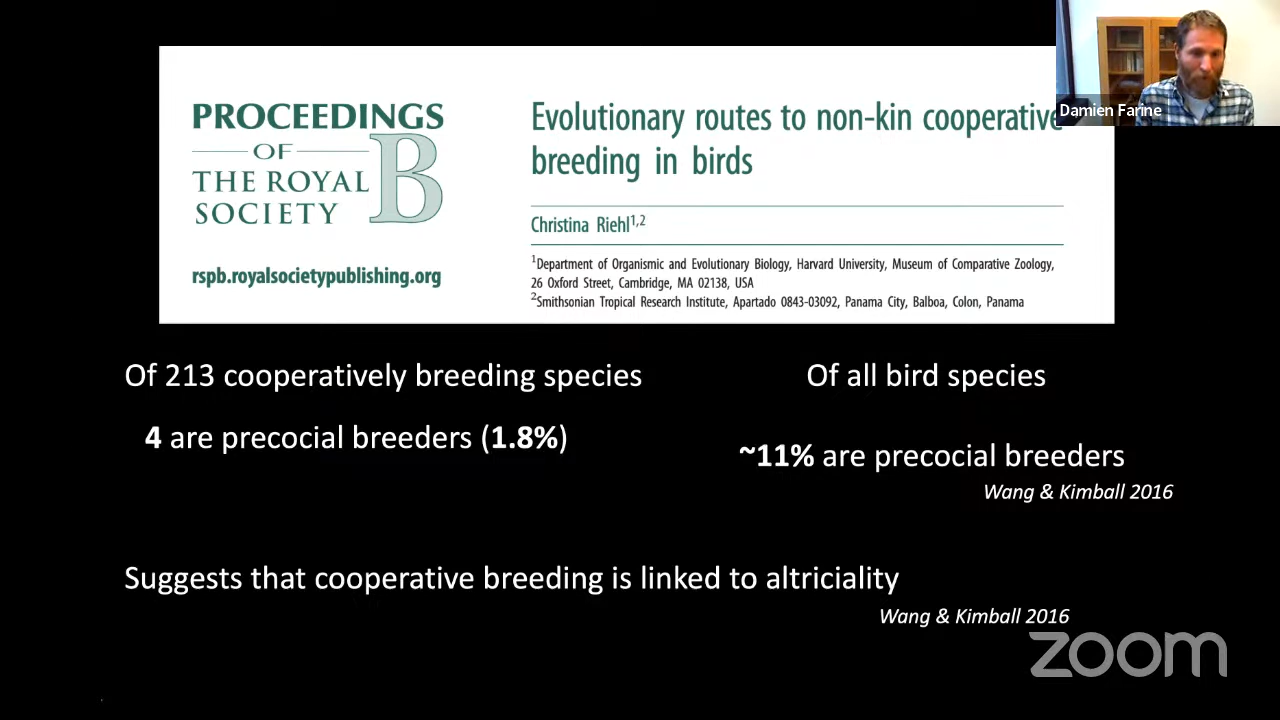 PROCEEDINGS
OF
THE ROYAL
SOCIETY
B
rspb.royalsocietypublishing.org
Evolutionary routes to non-kin cooperative
breeding in birds
Christina Riehl1,2
1Department of Organismic and Evolutionary Biology, Harvard University, Museum of Comparative Zoology,
26 Oxford Street, Cambridge, MA 02138, USA
2Smithsonian Tropical Research Institute, Apartado 0843-03092, Panama City, Balboa, Colon, Panama
Damien Farine
Of 213 cooperatively breeding species
4 are precocial breeders (1.8%)
Of all bird species
~11% are precocial breeders
Wang & Kimball 2016
Suggests that cooperative breeding is linked to altriciality
Wang & Kimball 2016
zoom